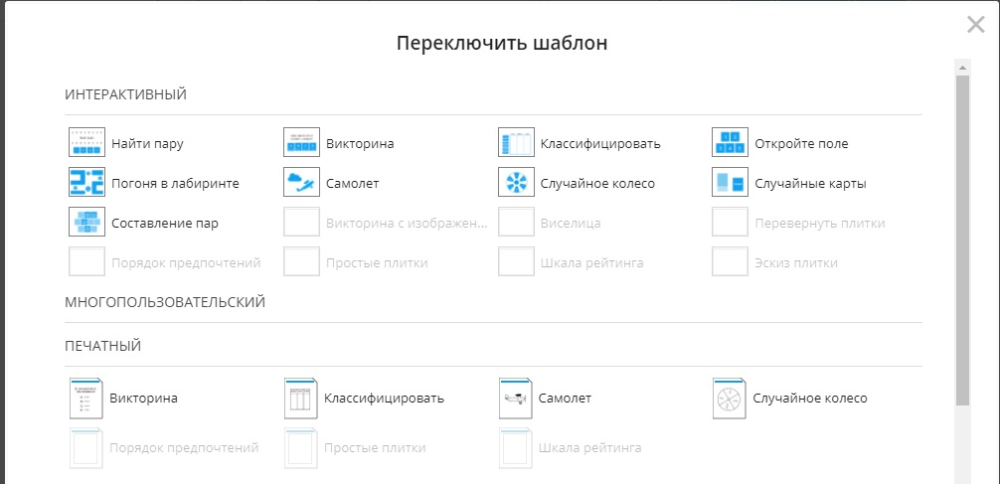 Переключить шаблон
ИНТЕРАКТИВНЫЙ
Найти пару Викторина Классифицировать Откройте поле
Погоня в лабиринте Самолет Случайное колесо Случайные карты
Составление пар Викторина с изображен... Виселица Перевернуть плитки
Порядок предпочтений Простые плитки Шкала рейтинга Эскиз плитки
МНОГОПОЛЬЗОВАТЕЛЬСКИЙ
ПЕЧАТНЫЙ
Викторина Классифицировать Самолет Случайное колесо
Порядок предпочтений Простые плитки Шкала рейтинга